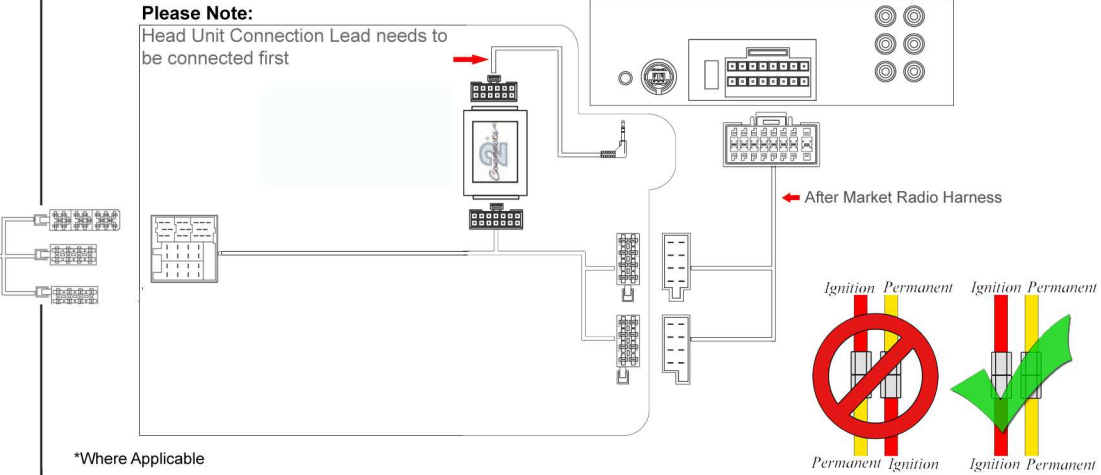 Please Note:
Head Unit Connection Lead needs to
be connected first
2
After Market Radio Harness
Ignition Permanent
Ignition Permanent
Permanent Ignition
Ignition Permanent
*Where Applicable